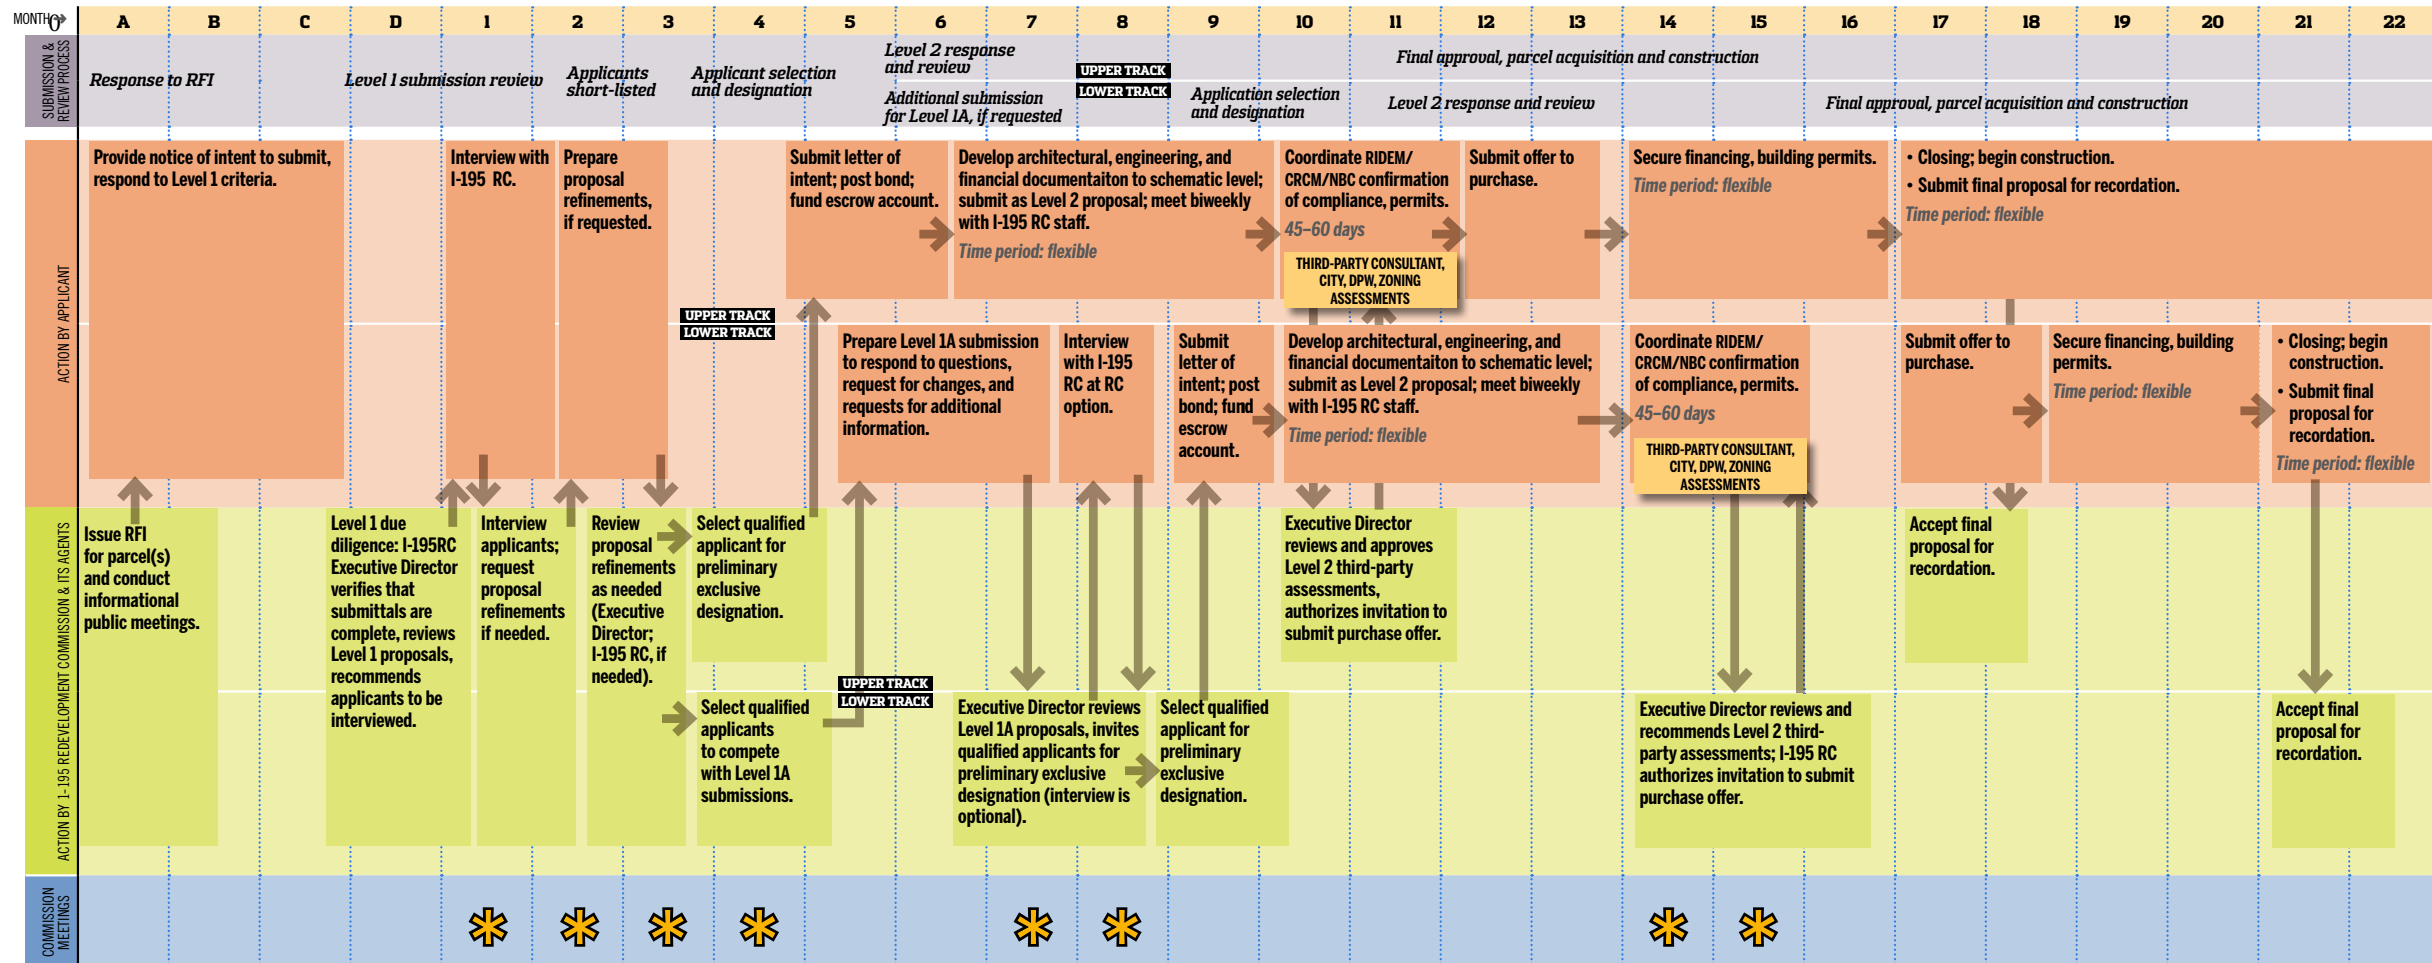 MONTH 0
A B C D 1 2 3 4 5 6 7 8 9 10 11 12 13 14 15 16 17 18 19 20 21 22
SUBMISSION &
REVIEW PROCESS
Response to RFI
Level 1 submission review
Applicants
short-listed
Applicant selection
and designation
Level 2 response
and review
UPPER TRACK
Final approval, parcel acquisition and construction
LOWER TRACK
Additional submission
for Level 1A, if requested
Application selection
and designation
Level 2 response and review
Final approval, parcel acquisition and construction
ACTION BY APPLICANT
Provide notice of intent to submit,
respond to Level 1 criteria.
Interview with
I-195 RC.
Prepare
proposal
refinements,
if requested.
Submit letter of
intent; post bond;
fund escrow account.
Develop architectural, engineering, and
financial documentaiton to schematic level;
submit as Level 2 proposal; meet biweekly
with I-195 RC staff.
Time period: flexible
Coordinate RIDEM/
CRCM/NBC confirmation
of compliance, permits.
45–60 days
THIRD-PARTY CONSULTANT,
CITY, DPW, ZONING
ASSESSMENTS
Submit offer to
purchase.
Secure financing, building permits.
Time period: flexible
• Closing; begin construction.
• Submit final proposal for recordation.
Time period: flexible
UPPER TRACK
LOWER TRACK
Prepare Level 1A submission
to respond to questions,
request for changes, and
requests for additional
information.
Interview
with I-195
RC at RC
option.
Submit
letter of
intent; post
bond; fund
escrow
account.
Develop architectural, engineering, and
financial documentaiton to schematic level;
submit as Level 2 proposal; meet biweekly
with I-195 RC staff.
Time period: flexible
Coordinate RIDEM/
CRCM/NBC confirmation
of compliance, permits.
45–60 days
THIRD-PARTY CONSULTANT,
CITY, DPW, ZONING
ASSESSMENTS
Submit offer to
purchase.
Secure financing, building
permits.
Time period: flexible
• Closing; begin
construction.
• Submit final
proposal for
recordation.
Time period: flexible
ACTION BY 1-195 REDEVELOPMENT COMMISSION & ITS AGENTS
Issue RFI
for parcel(s)
and conduct
informational
public meetings.
Level 1 due
diligence: I-195RC
Executive Director
verifies that
submittals are
complete, reviews
Level 1 proposals,
recommends
applicants to be
interviewed.
Interview
applicants;
request
proposal
refinements
if needed.
Review
proposal
refinements
as needed
(Executive
Director;
I-195 RC, if
needed).
Select qualified
applicant for
preliminary
exclusive
designation.
Executive Director
reviews and approves
Level 2 third-party
assessments,
authorizes invitation to
submit purchase offer.
Accept final
proposal for
recordation.
UPPER TRACK
LOWER TRACK
Select qualified
applicants
to compete
with Level 1A
submissions.
Executive Director reviews
Level 1A proposals, invites
qualified applicants for
preliminary exclusive
designation (interview is
optional).
Select qualified
applicant for
preliminary
exclusive
designation.
Executive Director reviews and
recommends Level 2 third-
party assessments; I-195 RC
authorizes invitation to submit
purchase offer.
Accept final
proposal for
recordation.
COMMMISSION
MEETINGS